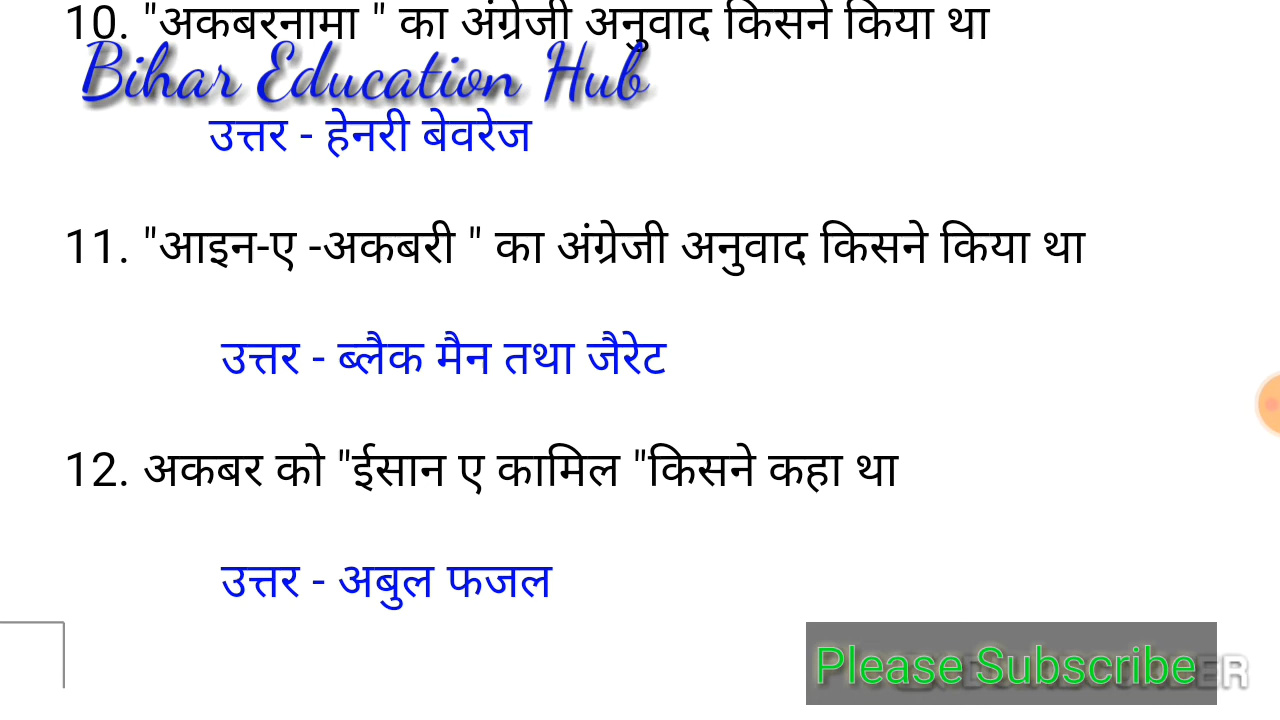 10. "अकबरनामा " का अंग्रेजी अनुवाद किसने किया था
Bihar Education Hub
उत्तर - हेनरी बेवरेज
11. "आइन-ए -अकबरी " का अंग्रेजी अनुवाद किसने किया था
उत्तर - ब्लैक मैन तथा जैरेट
12. अकबर को "ईसान ए कामिल "किसने कहा था
उत्तर - अबुल फजल
Please Subscribe